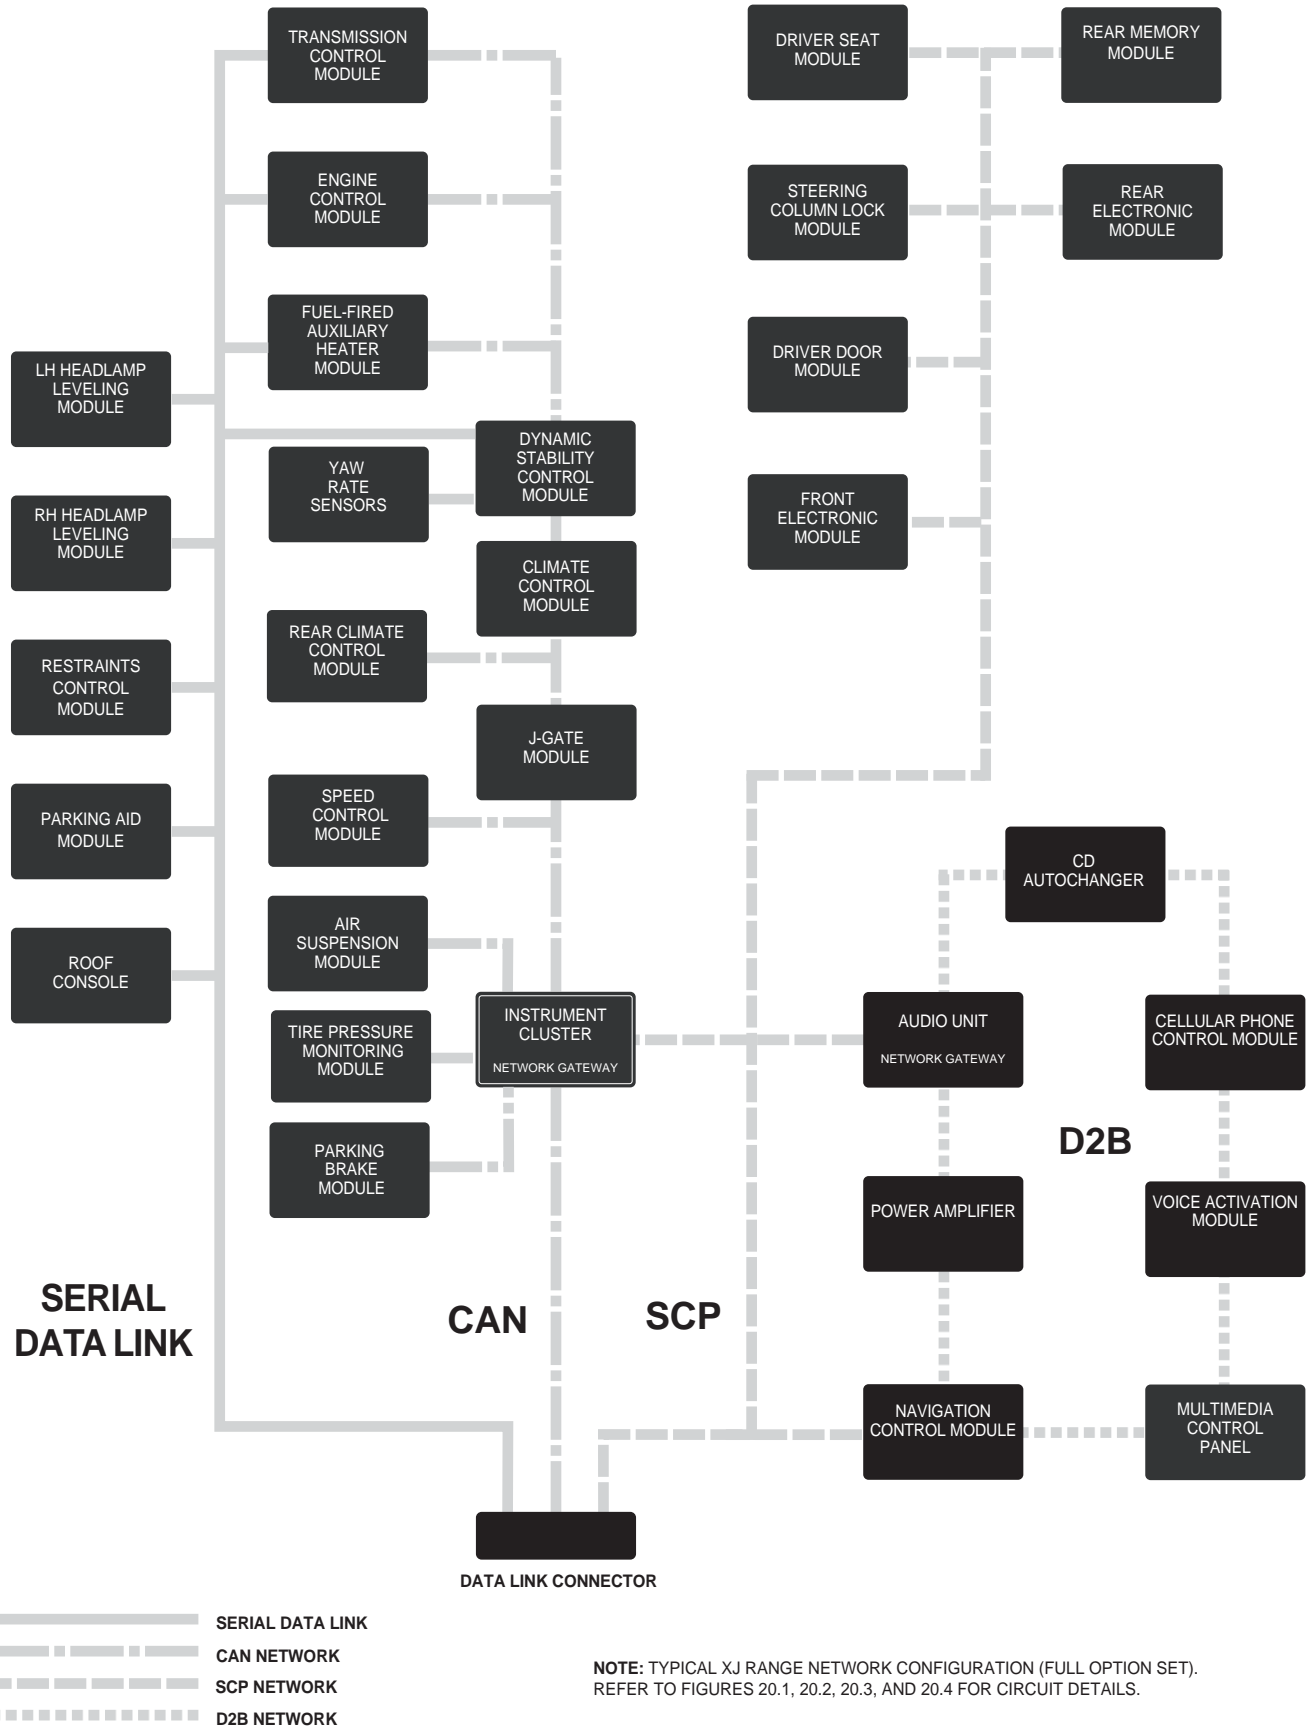 TRANSMISSION
CONTROL
MODULE
ENGINE
CONTROL
MODULE
FUEL-FIRED
AUXILIARY
HEATER
MODULE
LH HEADLAMP
LEVELING
MODULE
RH HEADLAMP
LEVELING
MODULE
RESTRAINTS
CONTROL
MODULE
PARKING AID
MODULE
ROOF
CONSOLE
YAW
RATE
SENSORS
DYNAMIC
STABILITY
CONTROL
MODULE
CLIMATE
CONTROL
MODULE
REAR CLIMATE
CONTROL
MODULE
J-GATE
MODULE
SPEED
CONTROL
MODULE
AIR
SUSPENSION
MODULE
TIRE PRESSURE
MONITORING
MODULE
PARKING
BRAKE
MODULE
INSTRUMENT
CLUSTER
NETWORK GATEWAY
DRIVER SEAT
MODULE
REAR MEMORY
MODULE
STEERING
COLUMN LOCK
MODULE
REAR
ELECTRONIC
MODULE
DRIVER DOOR
MODULE
FRONT
ELECTRONIC
MODULE
CD
AUTOCHANGER
AUDIO UNIT
NETWORK GATEWAY
CELLULAR PHONE
CONTROL MODULE
D2B
POWER AMPLIFIER
VOICE ACTIVATION
MODULE
NAVIGATION
CONTROL MODULE
MULTIMEDIA
CONTROL
PANEL
SERIAL
DATA LINK
CAN
SCP
DATA LINK CONNECTOR
SERIAL DATA LINK
CAN NETWORK
SCP NETWORK
D2B NETWORK
NOTE: TYPICAL XJ RANGE NETWORK CONFIGURATION (FULL OPTION SET).
REFER TO FIGURES 20.1, 20.2, 20.3, AND 20.4 FOR CIRCUIT DETAILS.